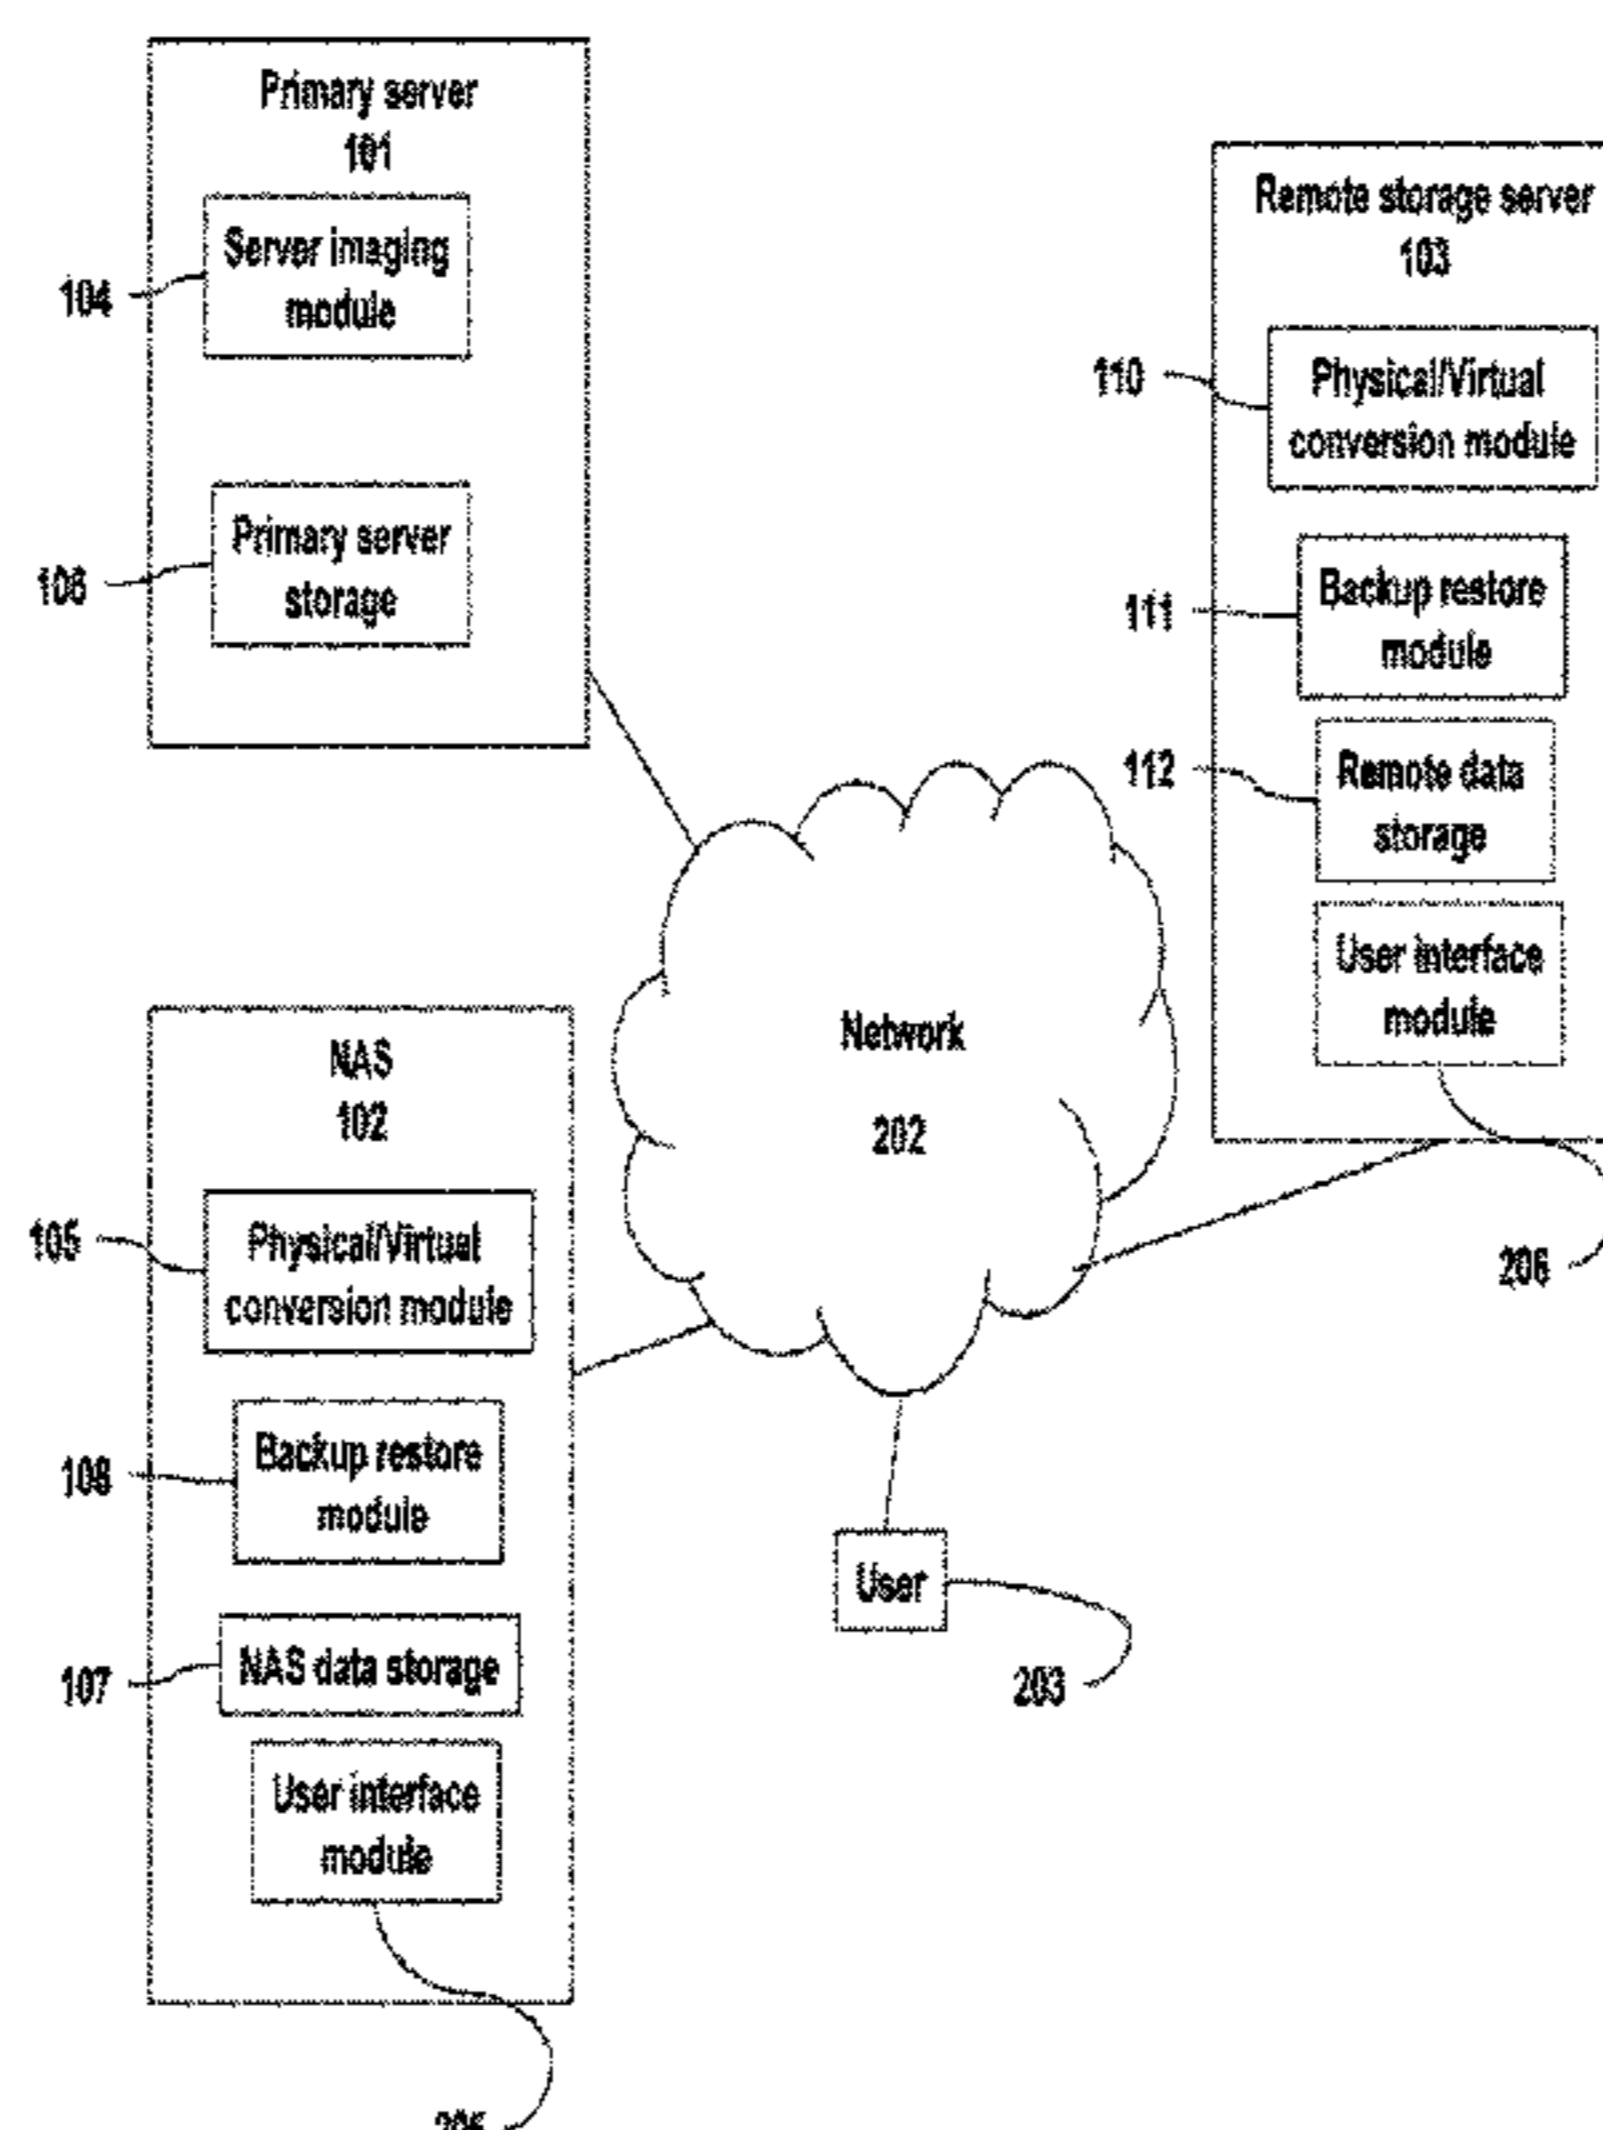 Primary server
101
Server imaging
module
104
Primary server
storage
106
Remote storage server
103
Physical/Virtual
conversion module
110
Backup restore
module
111
Remote data
storage
112
User interface
module
206
Network
202
NAS
102
Physical/Virtual
conversion module
105
Backup restore
module
108
NAS data storage
107
User interface
module
User
203